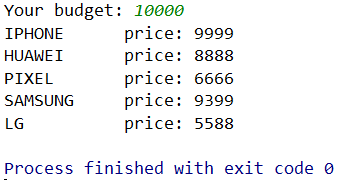 Your budget: 10000
IPHONE price: 9999
HUAWEI price: 8888
PIXEL price: 6666
SAMSUNG price: 9399
LG price: 5588
Process finished with exit code 0